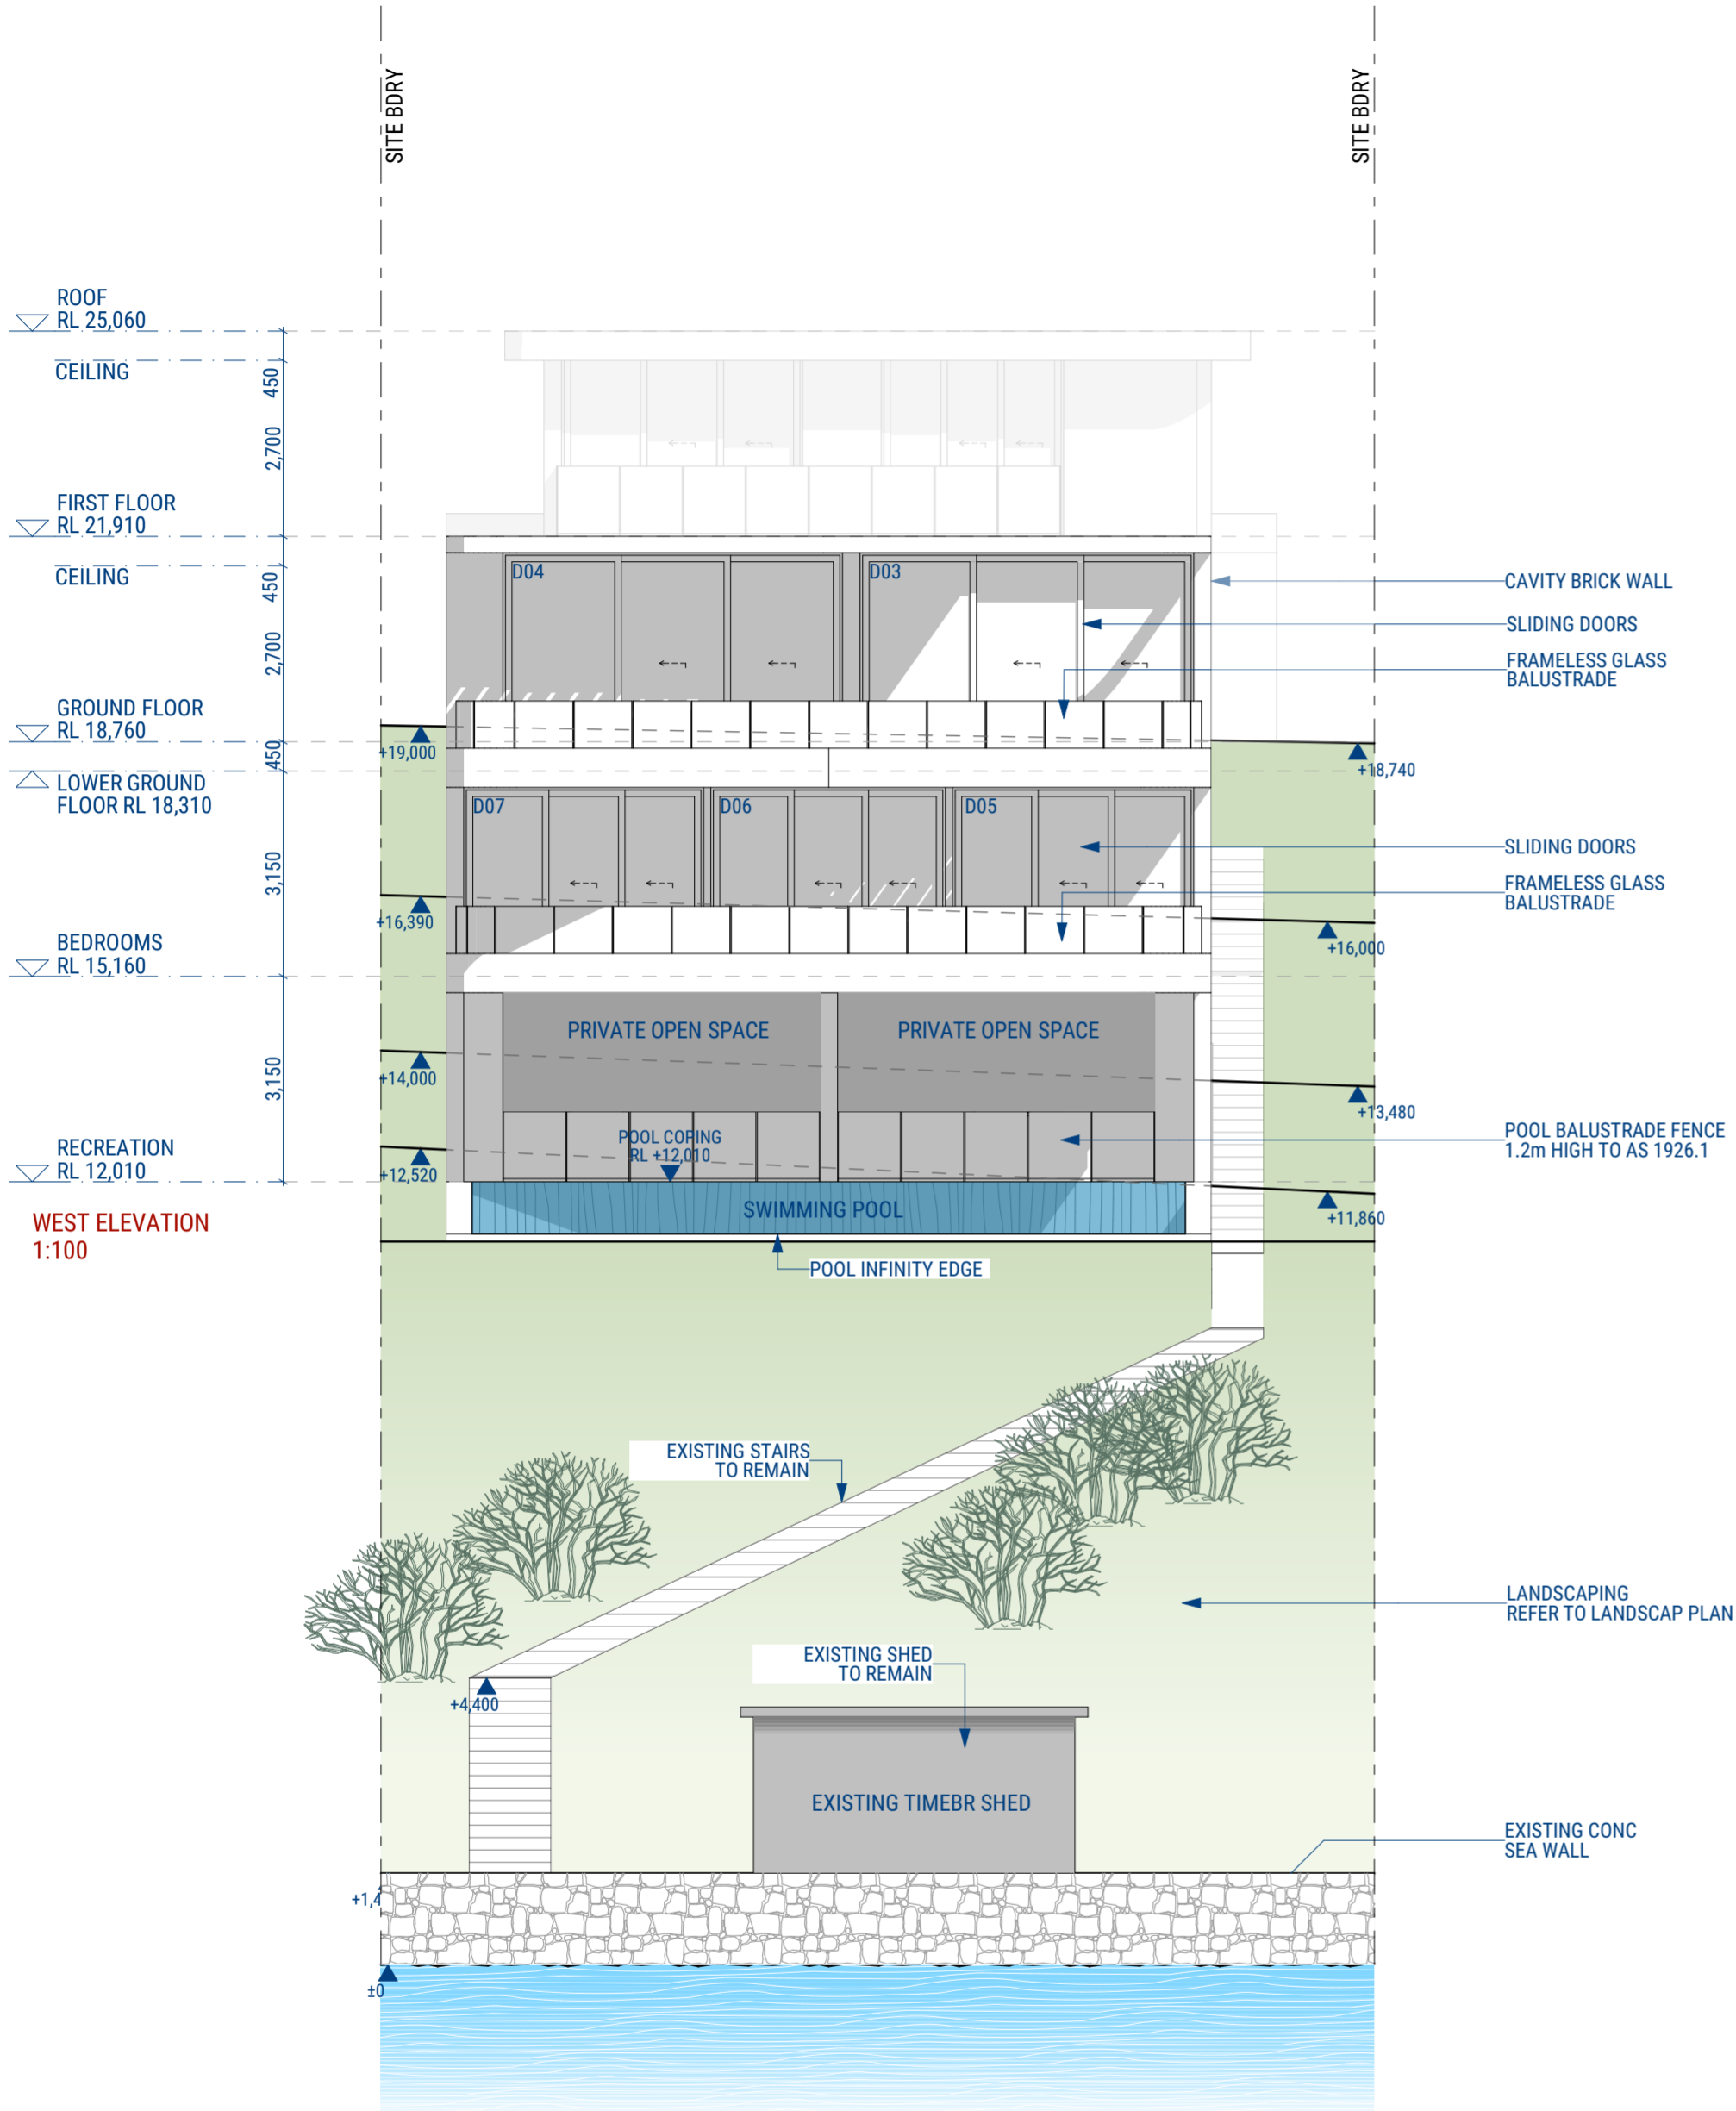 SITE BDRY
SITE BDRY
ROOF
RL 25,060
CEILING
450
2,700
FIRST FLOOR
RL 21,910
CEILING
450
2,700
GROUND FLOOR
RL 18,760
450
LOWER GROUND
FLOOR RL 18,310
3,150
BEDROOMS
RL 15,160
3,150
RECREATION
RL 12,010
WEST ELEVATION
1:100
D04
D03
CAVITY BRICK WALL
SLIDING DOORS
FRAMELESS GLASS
BALUSTRADE
+19,000
+18,740
D07
D06
D05
SLIDING DOORS
FRAMELESS GLASS
BALUSTRADE
+16,390
+16,000
PRIVATE OPEN SPACE
PRIVATE OPEN SPACE
+14,000
+13,480
POOL COPING
RL +12,010
POOL BALUSTRADE FENCE
1.2m HIGH TO AS 1926.1
+12,520
SWIMMING POOL
+11,860
POOL INFINITY EDGE
EXISTING STAIRS
TO REMAIN
LANDSCAPING
REFER TO LANDSCAP PLAN
EXISTING SHED
TO REMAIN
+4,400
EXISTING TIMEBR SHED
EXISTING CONC
SEA WALL
+1,4
±0